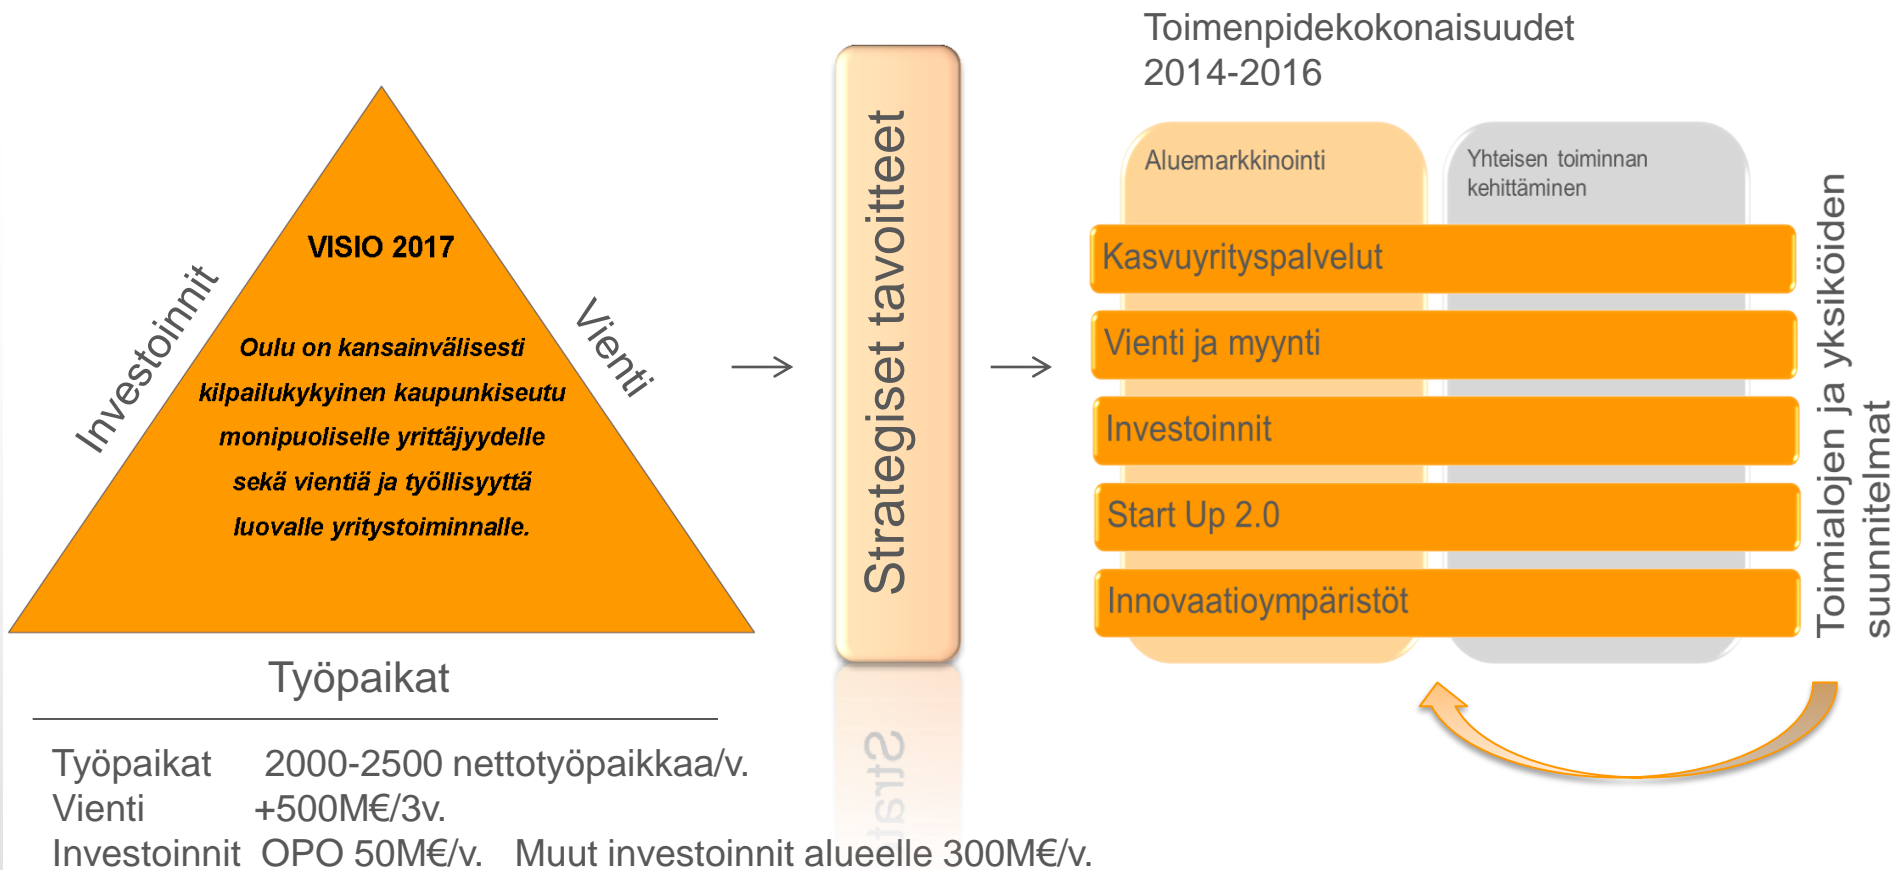 VISIO 2017
Oulu on kansainvälisesti
kilpailukykyinen kaupunkiseutu
monipuoliselle yrittäjyydelle
sekä vientiä ja työllisyyttä
luovalle yritystoiminnalle.
Investoinnit
Vienti
Työpaikat
Työpaikat 2000-2500 nettotyöpaikkaa/v.
Vienti +500M€/3v.
Investoinnit OPO 50M€/v. Muut investoinnit alueelle 300M€/v.
Strategiset tavoitteet
Toimenpidekokonaisuudet
2014-2016
Aluemarkkinointi
Yhteisen toiminnan
kehittäminen
Kasvuyrityspalvelut
Vienti ja myynti
Investoinnit
Start Up 2.0
Innovaatioympäristöt
Toimialojen ja yksiköiden
suunnitelmat